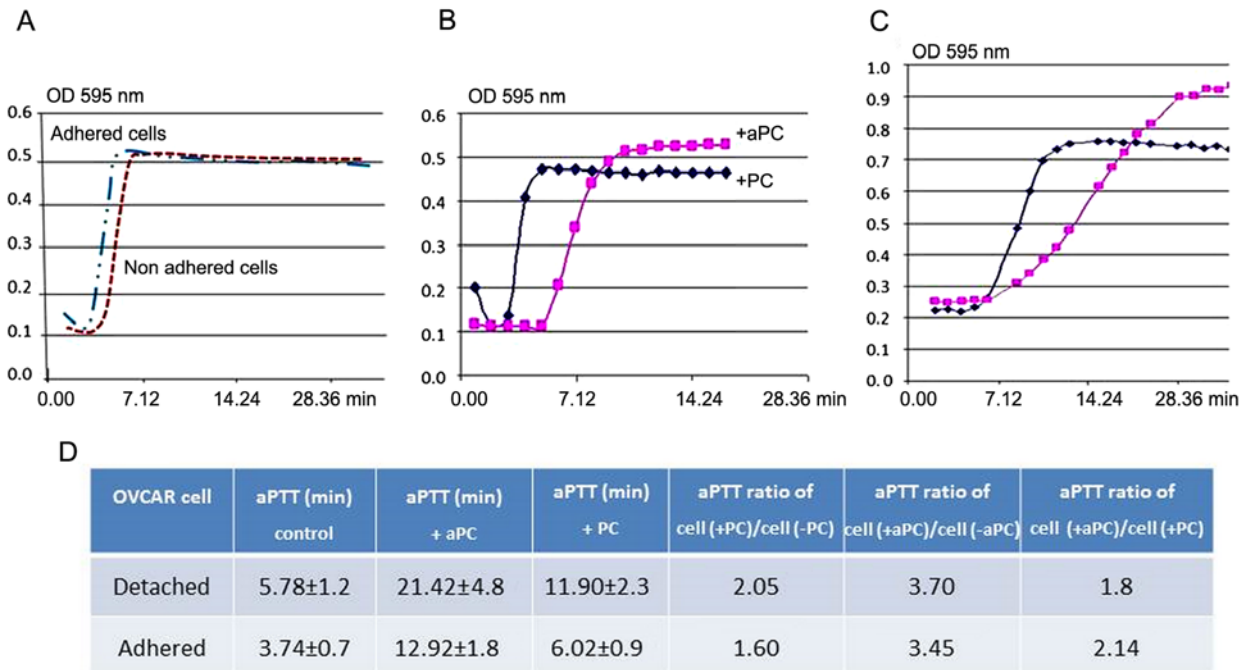 A
OD 595 nm
0.6
0.5
0.4
0.3
0.2
0.1
0.0
Adhered cells
Non adhered cells
0.00 7.12 14.24 28.36 min
B
OD 595 nm
0.6
0.5
0.4
0.3
0.2
0.1
0.0
+aPC
+PC
0.00 7.12 14.24 28.36 min
C
OD 595 nm
1.0
0.9
0.8
0.7
0.6
0.5
0.4
0.3
0.2
0.1
0.0
0.00 7.12 14.24 28.36 min
D
OVCAR cell
aPTT (min)
control
aPTT (min)
+ aPC
aPTT (min)
+ PC
aPTT ratio of
cell (+PC)/cell (-PC)
aPTT ratio of
cell (+aPC)/cell (-aPC)
aPTT ratio of
cell (+aPC)/cell (+PC)
Detached 5.78±1.2 21.42±4.8 11.90±2.3 2.05 3.70 1.8
Adhered 3.74±0.7 12.92±1.8 6.02±0.9 1.60 3.45 2.14